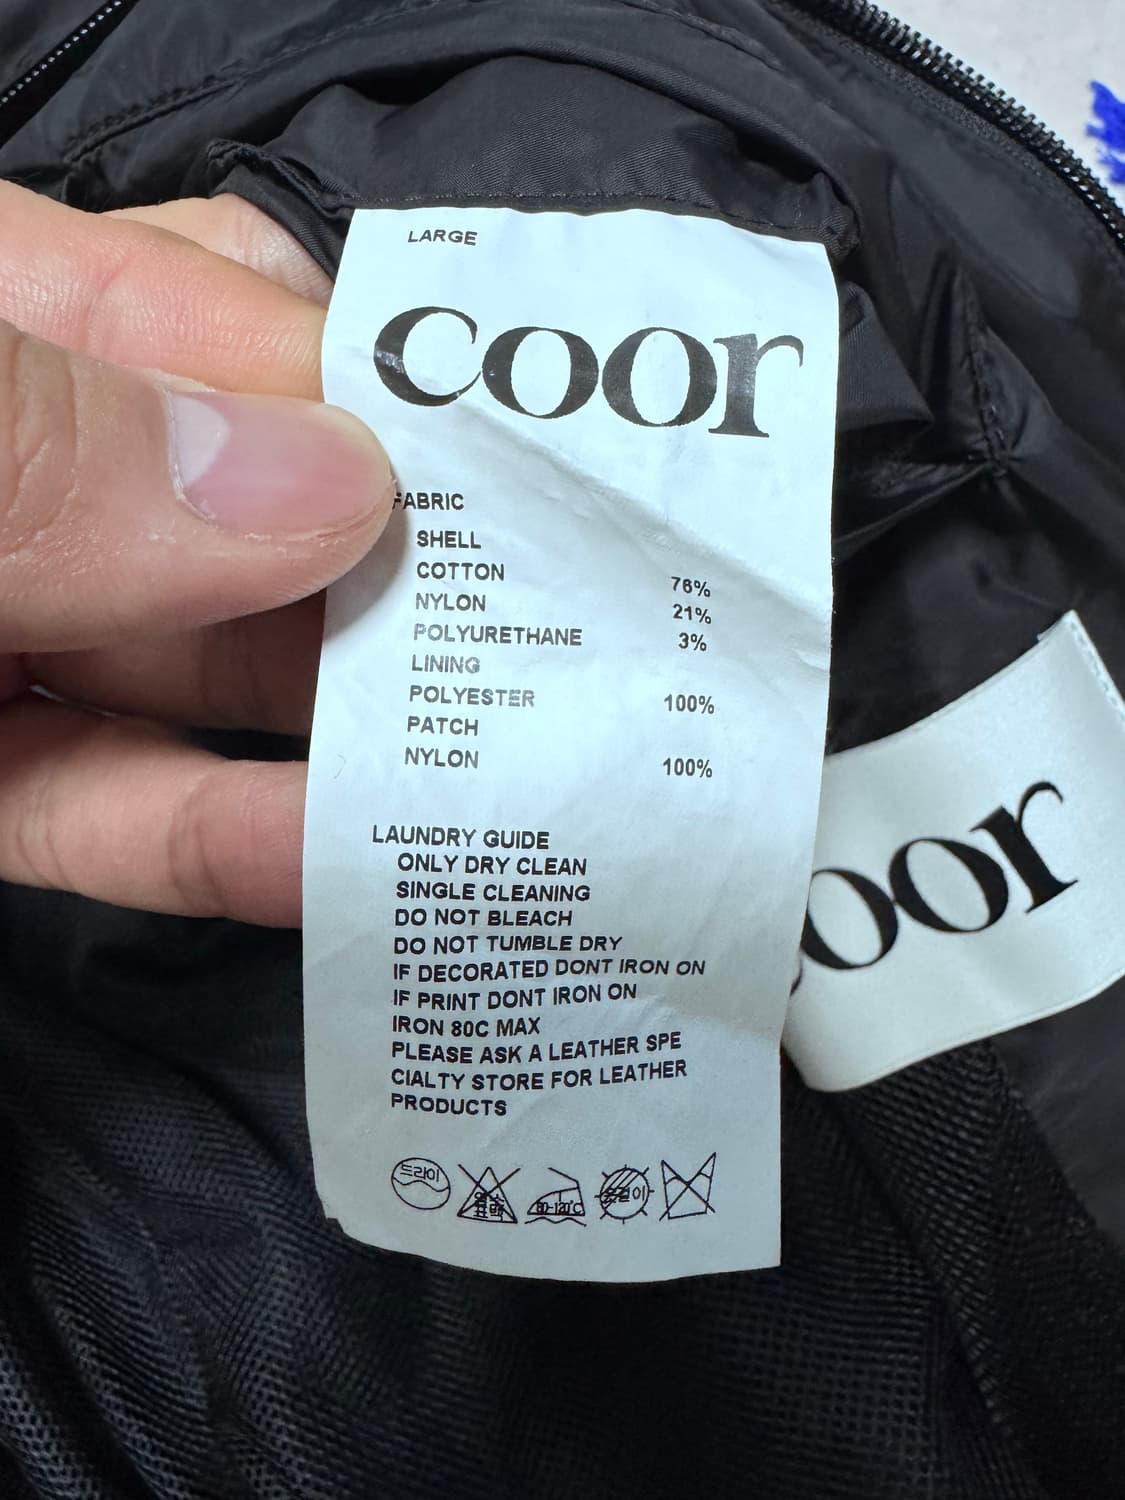 LARGE
coor
FABRIC
SHELL
COTTON 76%
NYLON 21%
POLYURETHANE 3%
LINING
POLYESTER 100%
PATCH
NYLON 100%
LAUNDRY GUIDE
ONLY DRY CLEAN
SINGLE CLEANING
DO NOT BLEACH
DO NOT TUMBLE DRY
IF DECORATED DONT IRON ON
IF PRINT DONT IRON ON
IRON 80C MAX
PLEASE ASK A LEATHER SPE
CIALTY STORE FOR LEATHER
PRODUCTS
드라이
80-120°C
oor